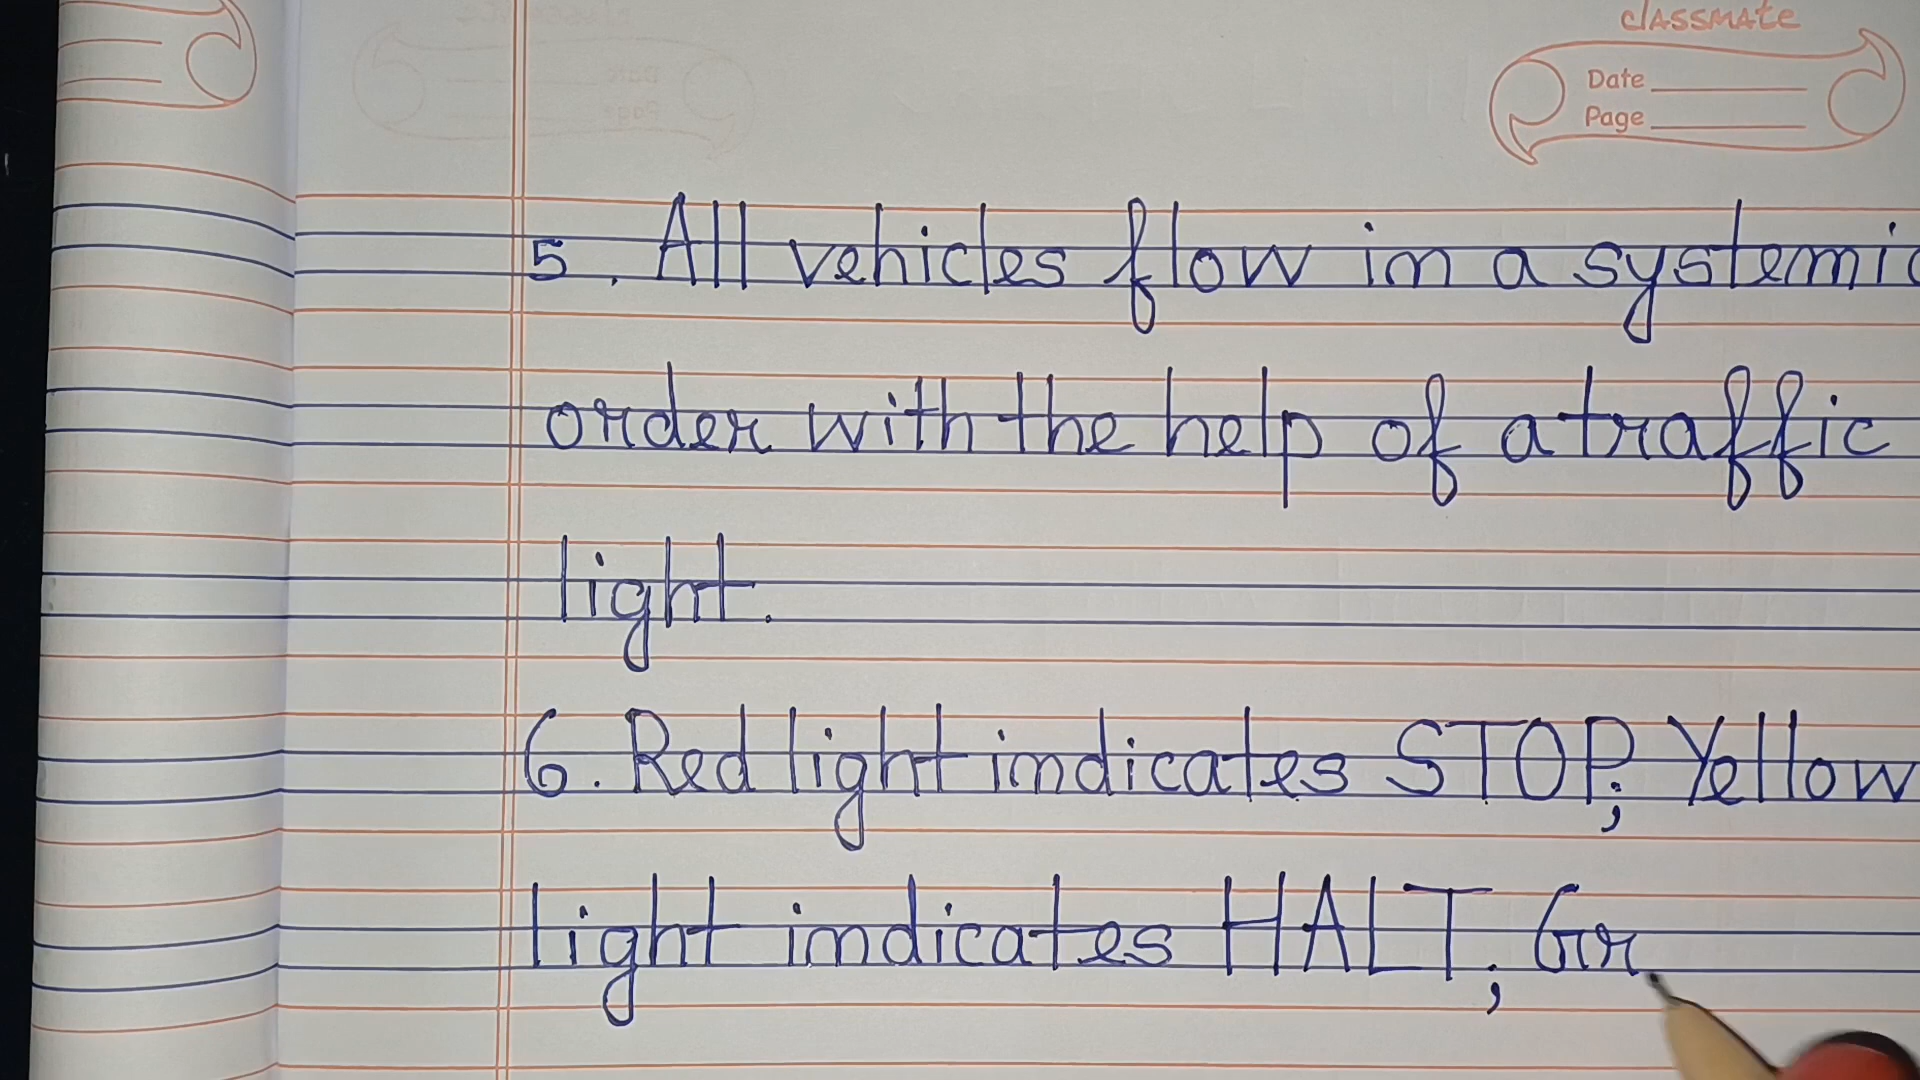 classmate
Date
Page
5. All vehicles flow in a systemic
order with the help of a traffic
light.
6. Red light indicates STOP; Yellow
light indicates HALT; Gr